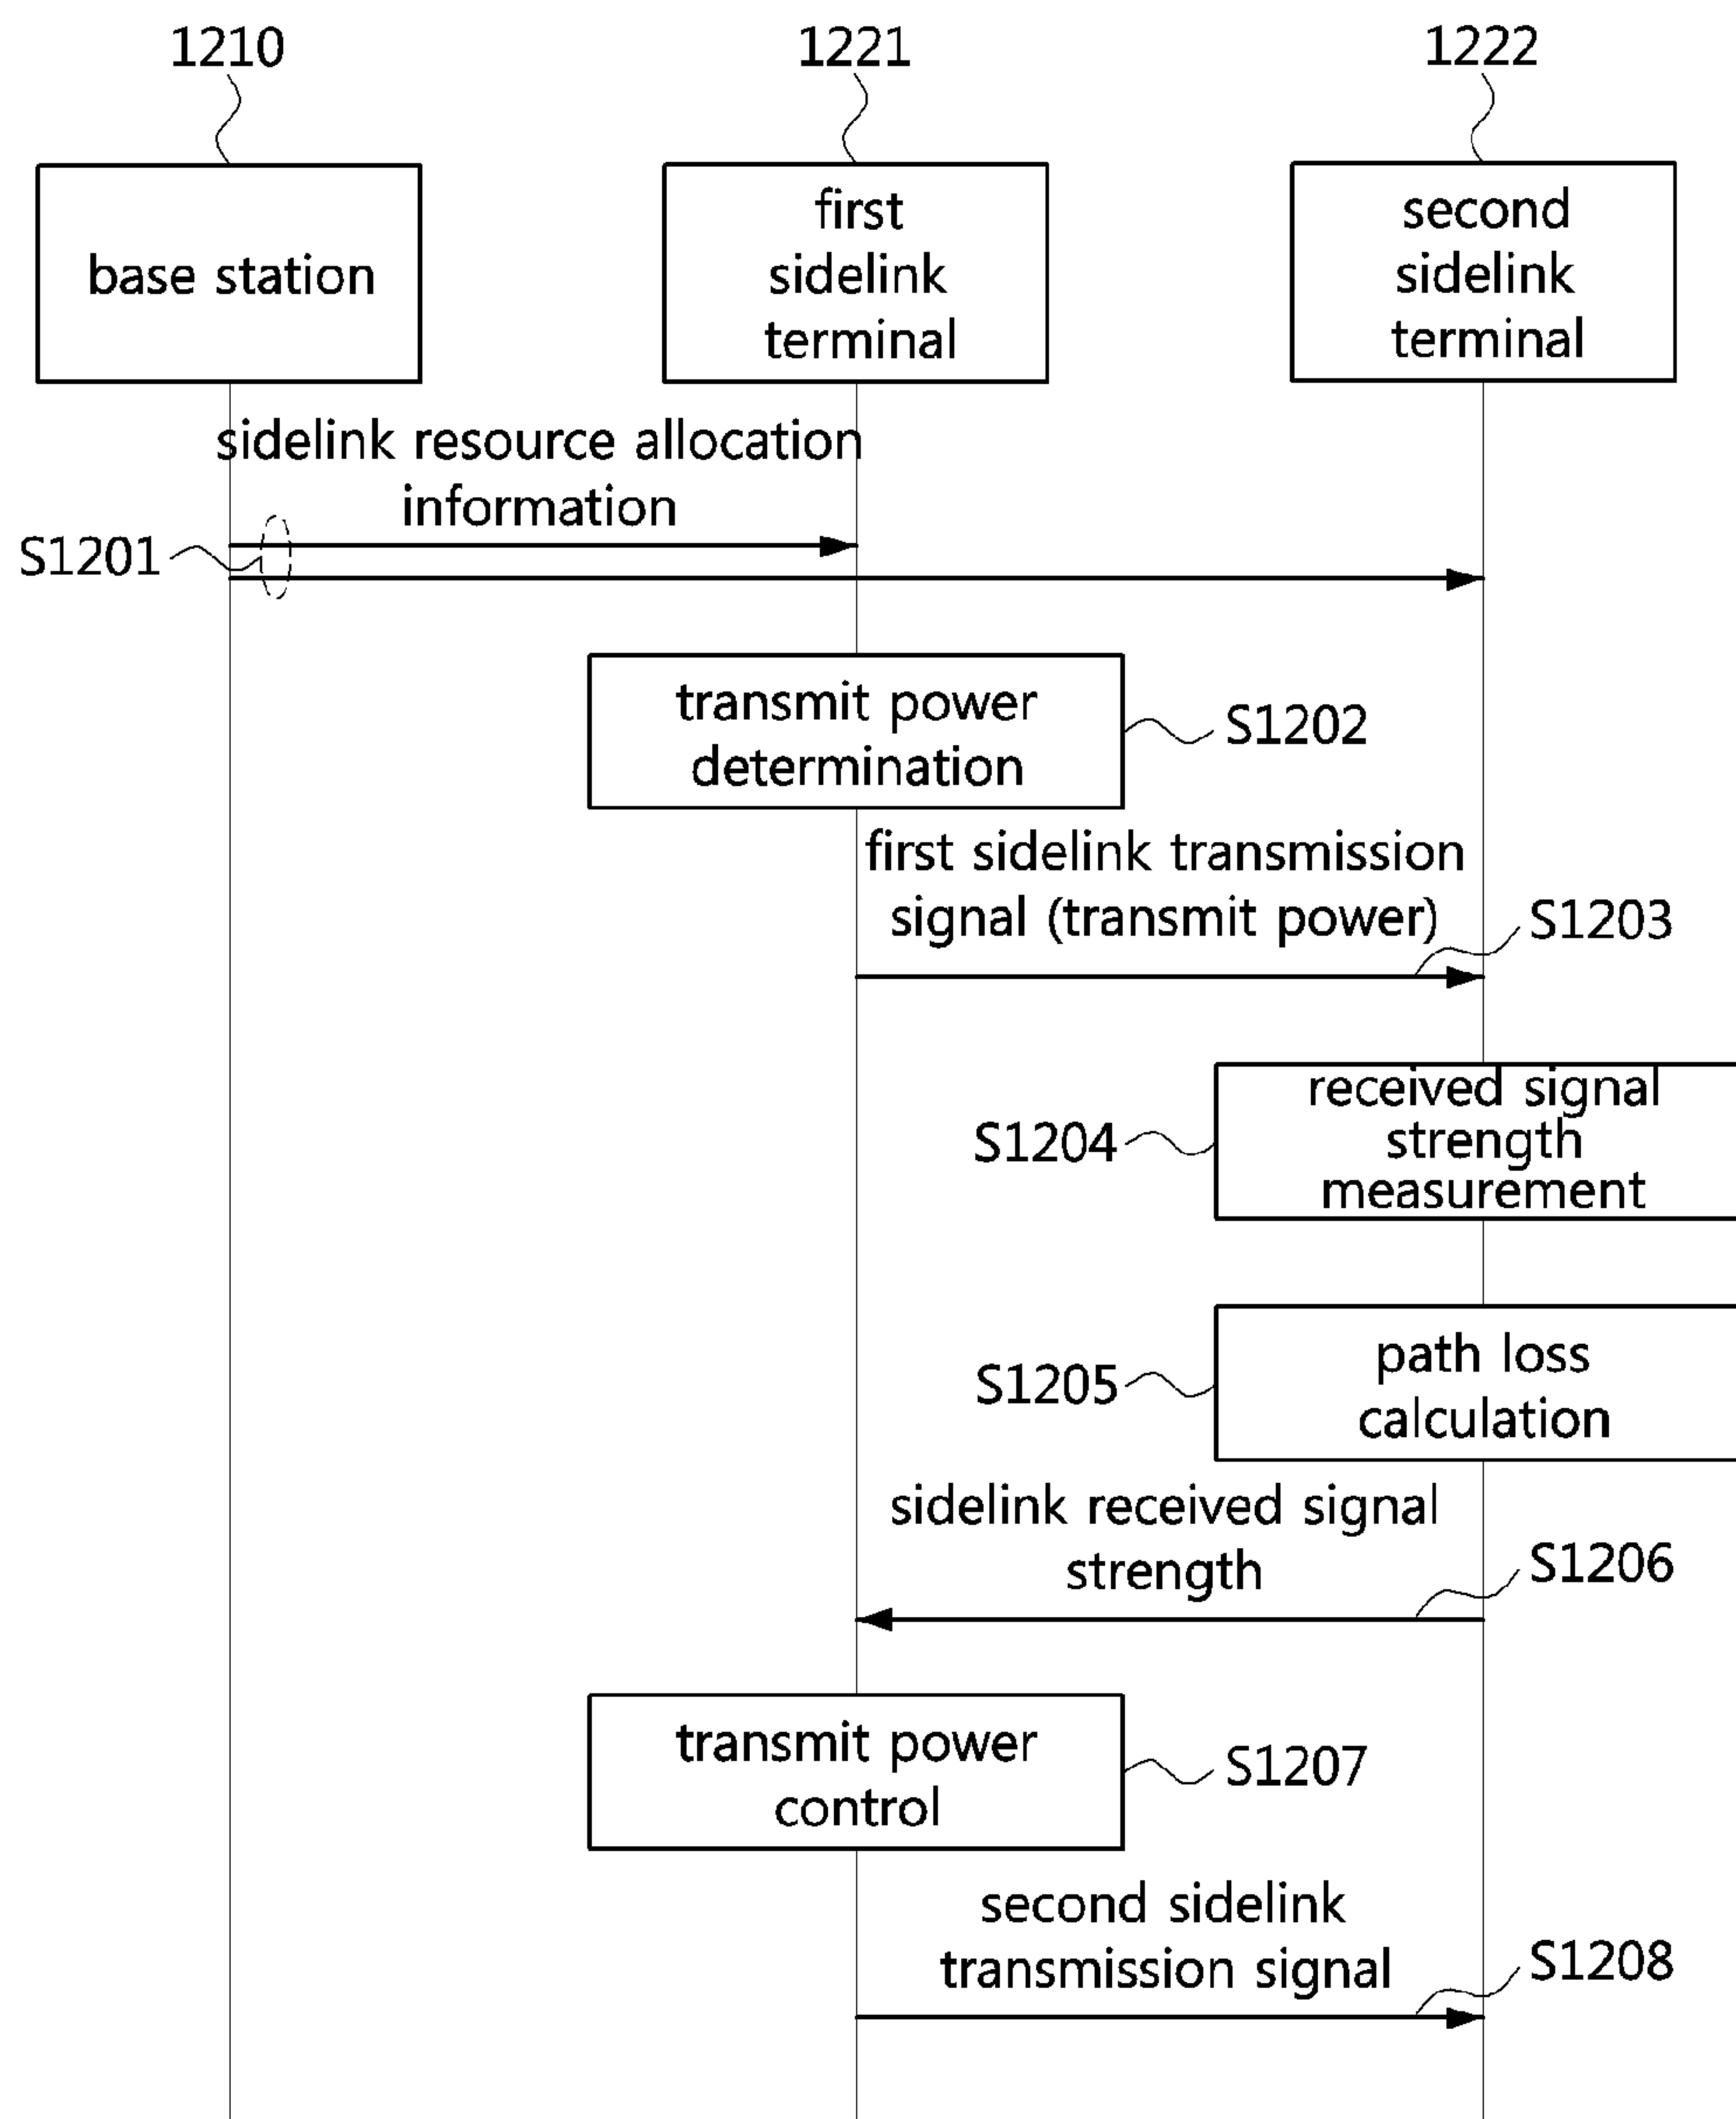 1210
1221
1222
base station
first
sidelink
terminal
second
sidelink
terminal
sidelink resource allocation
information
S1201
transmit power
determination
S1202
first sidelink transmission
signal (transmit power)
S1203
received signal
strength
measurement
S1204
path loss
calculation
S1205
sidelink received signal
strength
S1206
transmit power
control
S1207
second sidelink
transmission signal
S1208